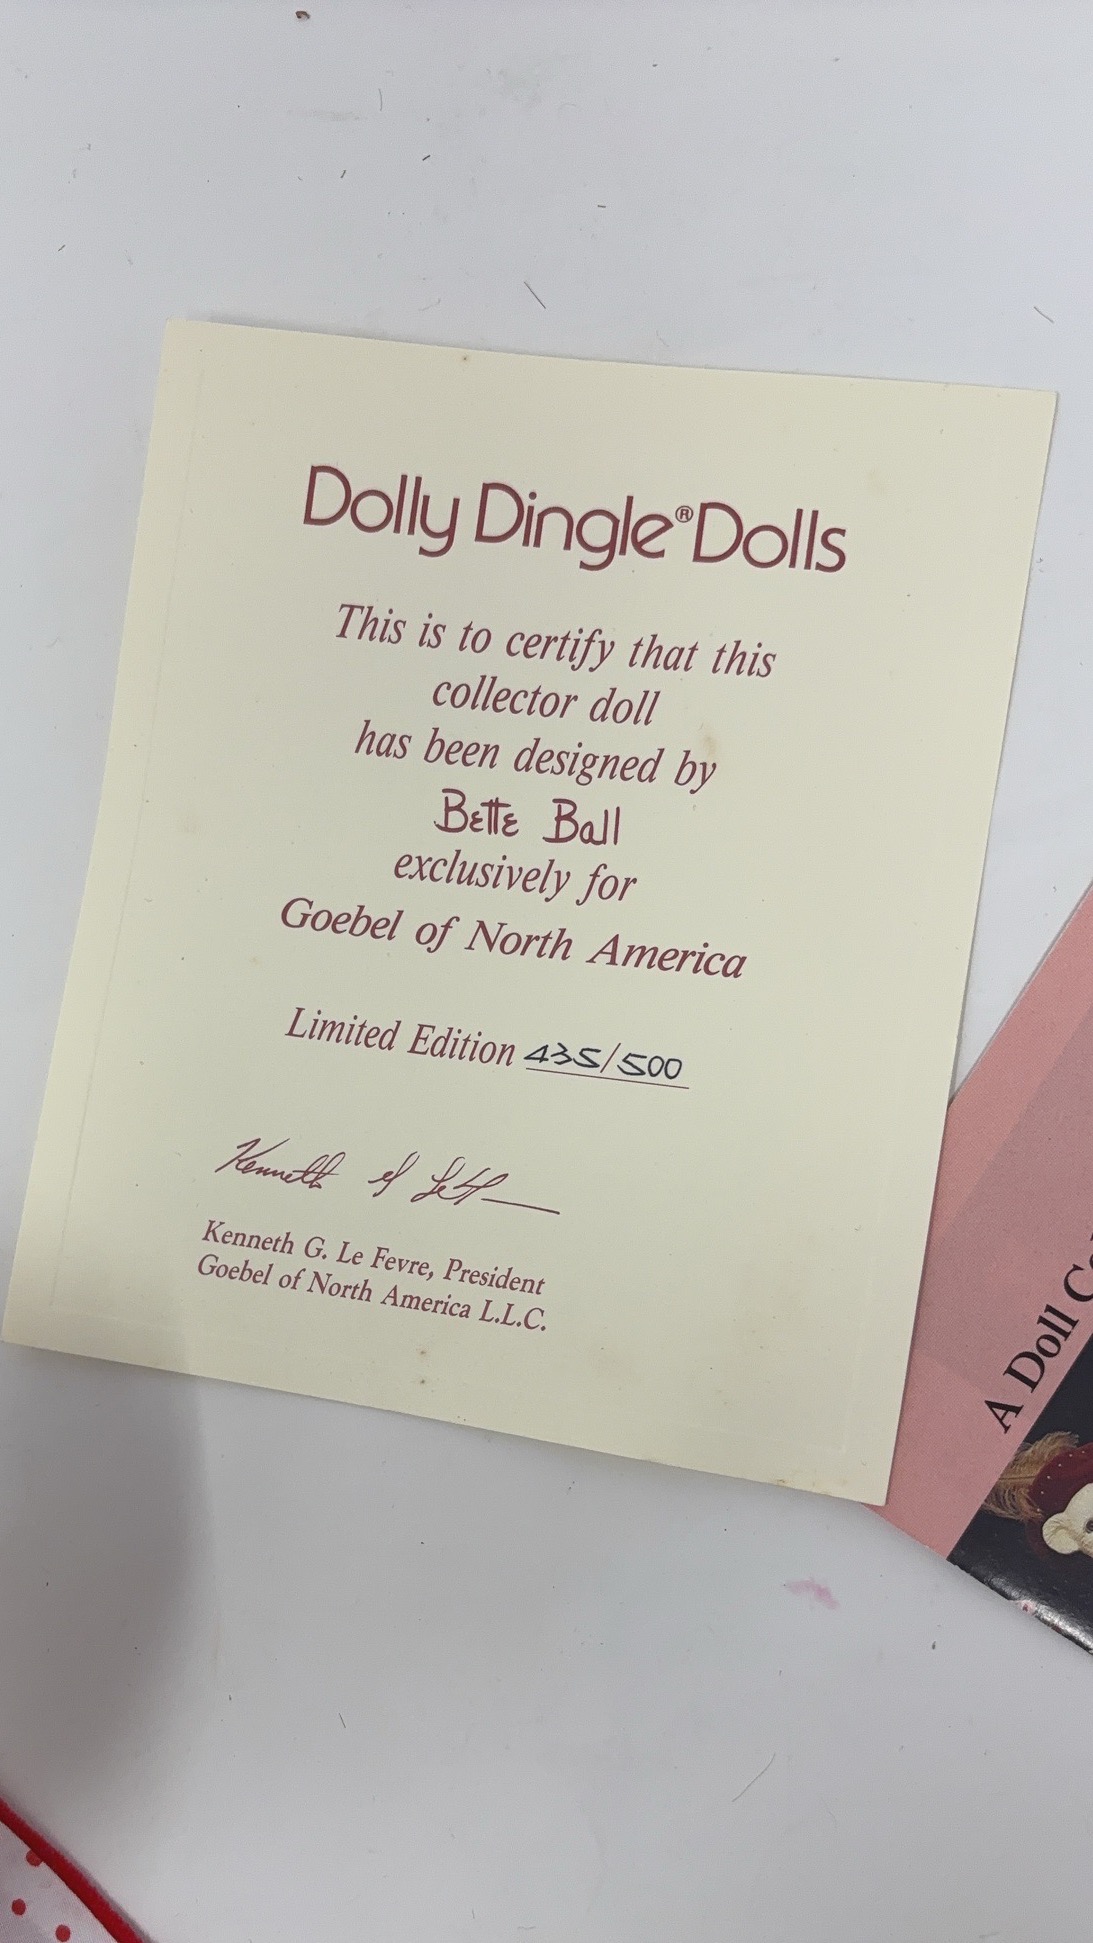 Dolly Dingle® Dolls
This is to certify that this
collector doll
has been designed by
Bette Ball
exclusively for
Goebel of North America
Limited Edition 435/500
Kenneth G. Le Fevre, President
Goebel of North America L.L.C.
A Doll